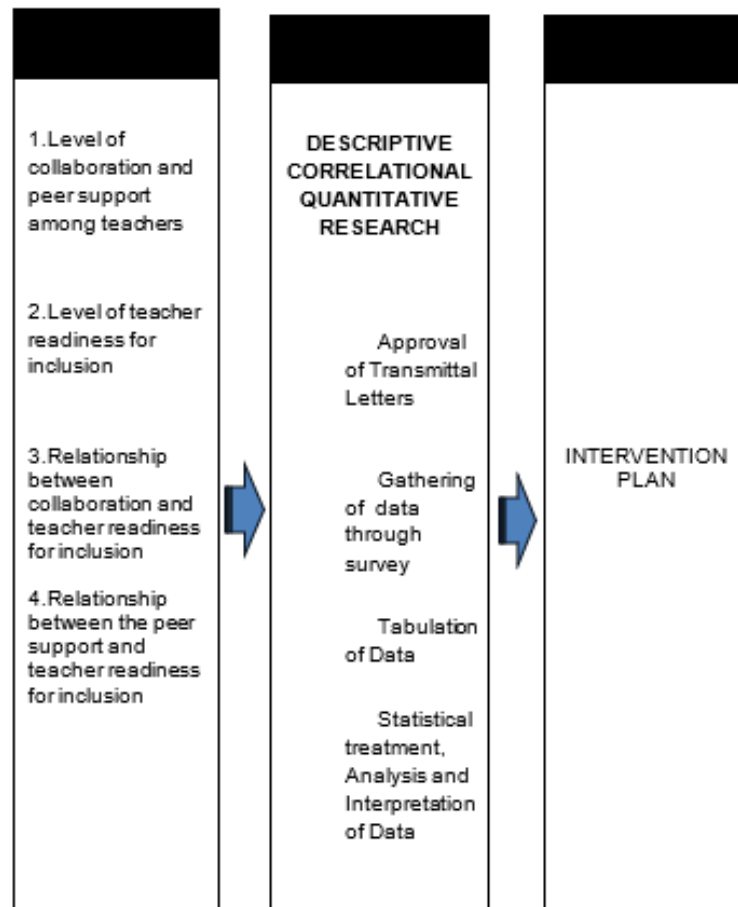 1.Level of
collaboration and
peer support
among teachers
2.Level of teacher
readiness for
inclusion
3.Relationship
between
collaboration and
teacher readiness
for inclusion
4.Relationship
between the peer
support and
teacher readiness
for inclusion
DESCRIPTIVE
CORRELATIONAL
QUANTITATIVE
RESEARCH
Approval
of Transmittal
Letters
Gathering
of data
through
survey
Tabulation
of Data
Statistical
treatment,
Analysis and
Interpretation
of Data
INTERVENTION
PLAN